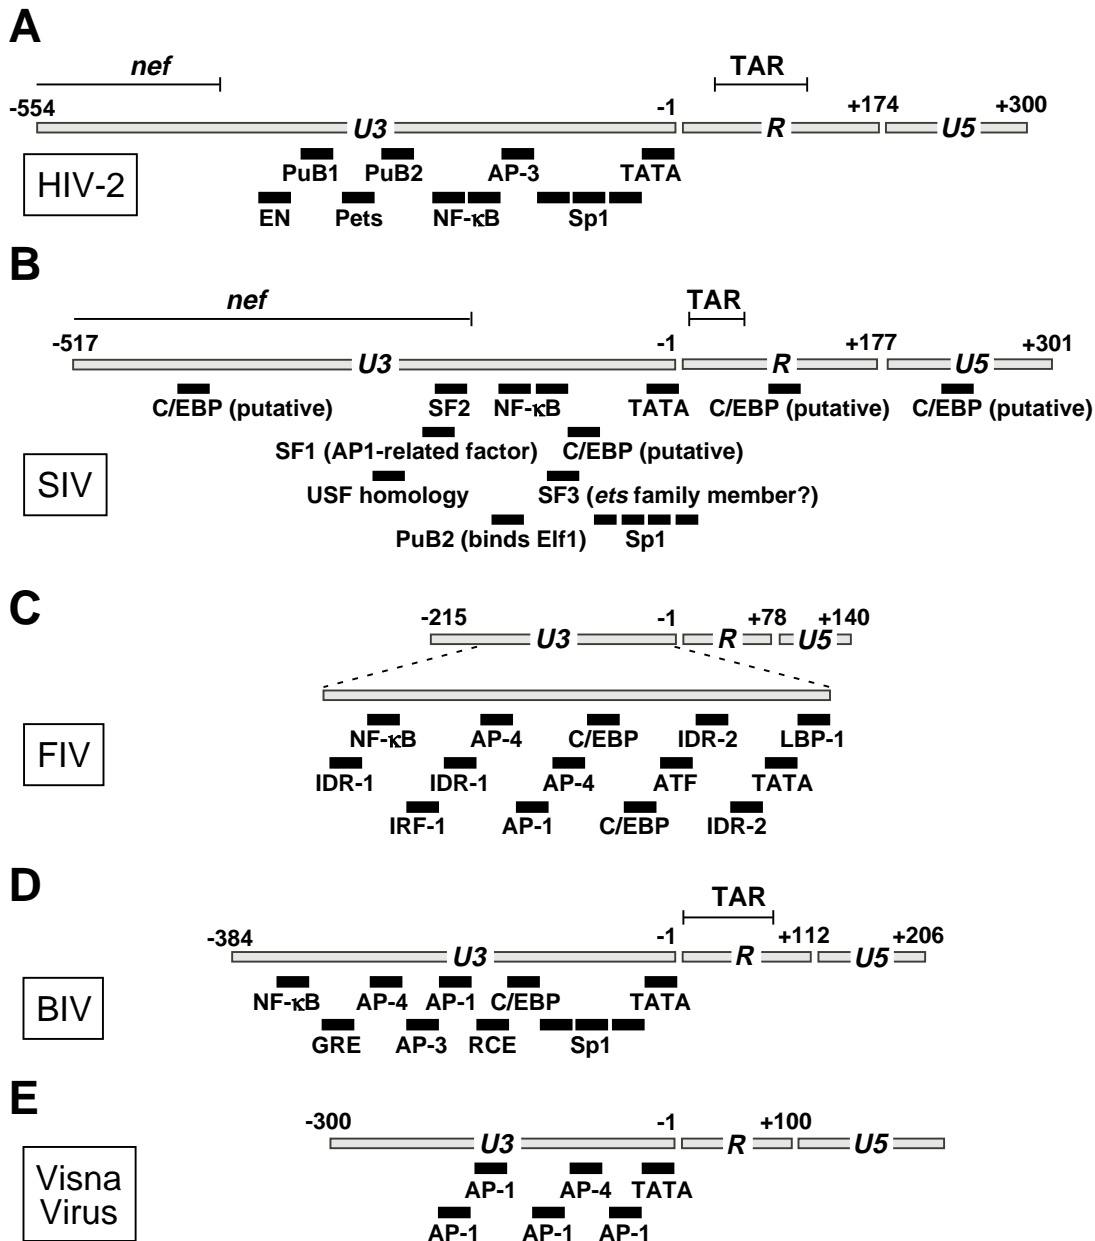 A
nef TAR
-554 -1 +174 +300
U3 R U5
HIV-2
PuB1 PuB2 AP-3 TATA
EN Pets NF-κB Sp1
B
nef TAR
-517 -1 +177 +301
U3 R U5
C/EBP (putative) SF2 NF-κB TATA C/EBP (putative) C/EBP (putative)
SF1 (AP1-related factor) C/EBP (putative)
SIV
USF homology SF3 (ets family member?)
PuB2 (binds Elf1) Sp1
C
-215 -1 +78 +140
U3 R U5
FIV
NF-κB AP-4 C/EBP IDR-2 LBP-1
IDR-1 IDR-1 AP-4 ATF TATA
IRF-1 AP-1 C/EBP IDR-2
D
TAR
-384 -1 +112 +206
U3 R U5
BIV
NF-κB AP-4 AP-1 C/EBP TATA
GRE AP-3 RCE Sp1
E
-300 -1 +100
U3 R U5
Visna
Virus
AP-1 AP-4 TATA
AP-1 AP-1 AP-1